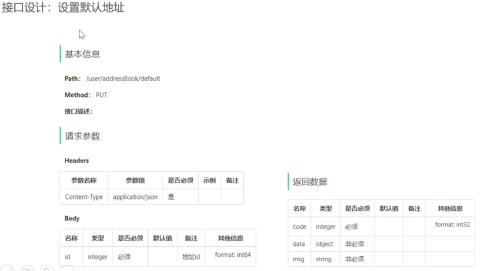 接口设计：设置默认地址
基本信息
Path： /user/addressBook/default
Method： PUT
接口描述：
请求参数
Headers
参数名称 参数值 是否必须 示例 备注
Content-Type application/json 是
Body
名称 类型 是否必须 默认值 备注 其他信息
id integer 必须 地址id format: int64
返回数据
名称 类型 是否必须 默认值 备注 其他信息
code integer 必须 format: int32
data object 非必须
msg string 非必须